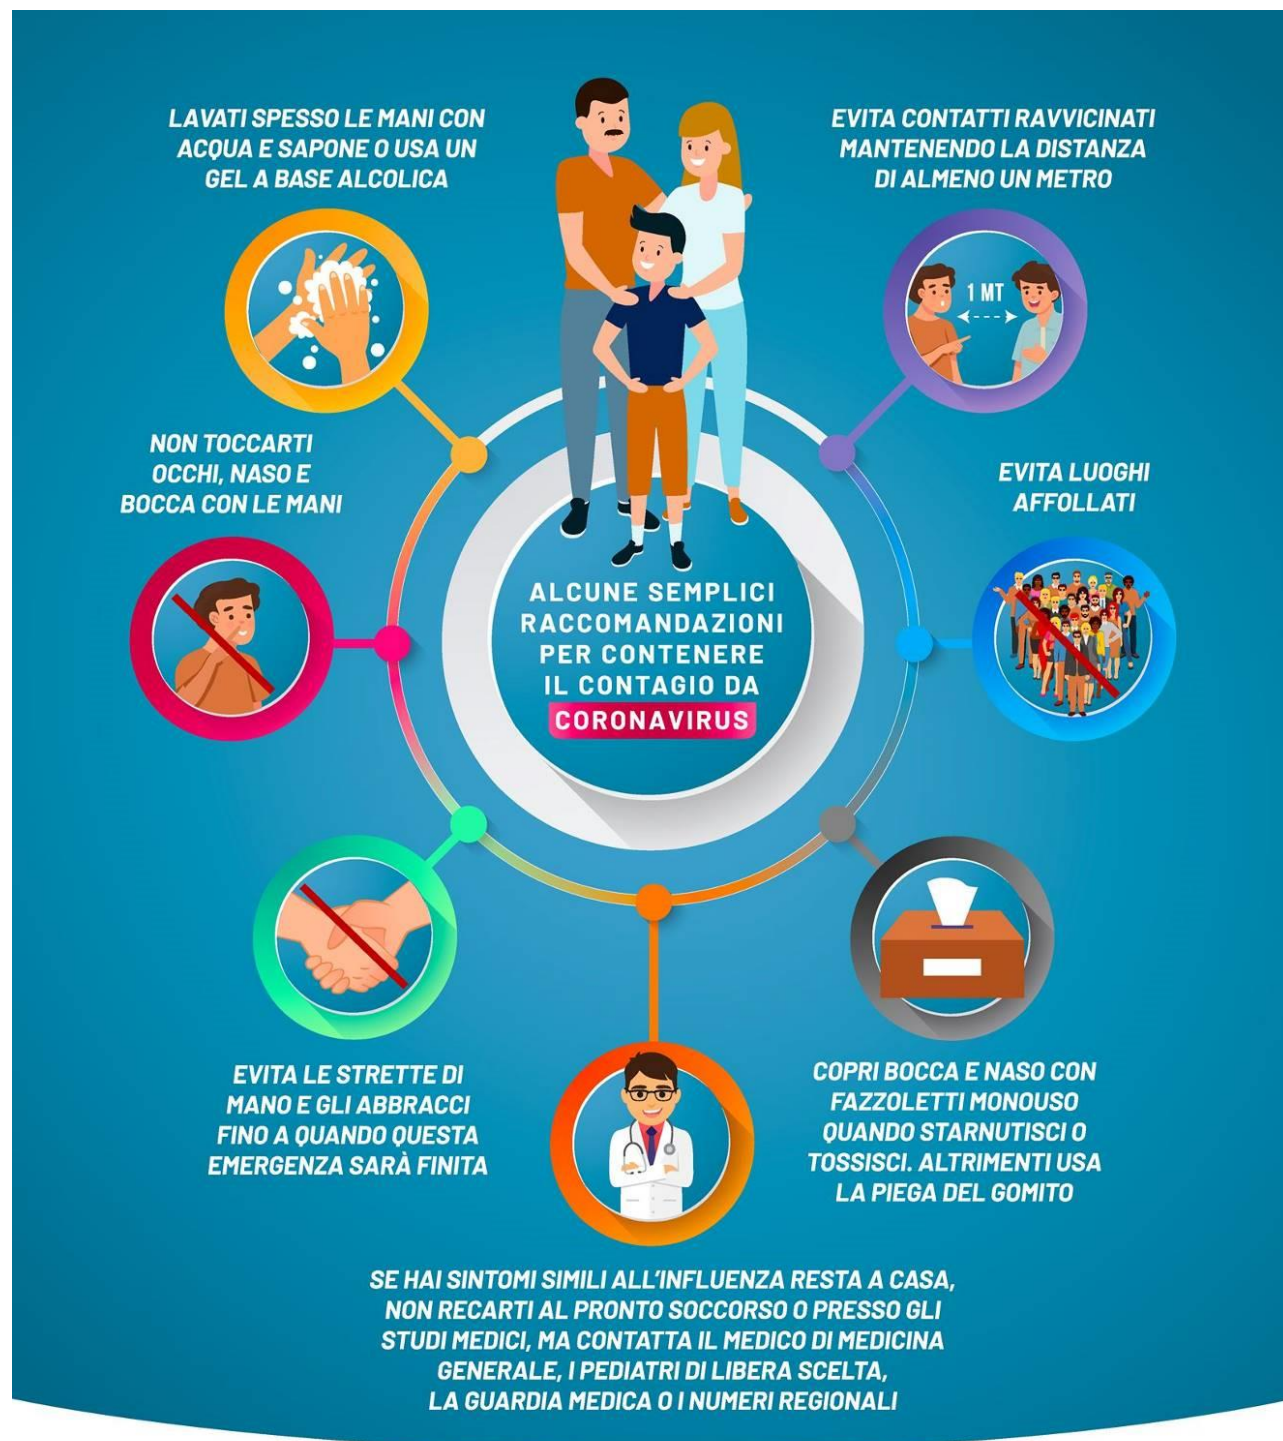 LAVATI SPESSO LE MANI CON
ACQUA E SAPONE O USA UN
GEL A BASE ALCOLICA
EVITA CONTATTI RAVVICINATI
MANTENENDO LA DISTANZA
DI ALMENO UN METRO
1 MT
NON TOCCARTI
OCCHI, NASO E
BOCCA CON LE MANI
EVITA LUOGHI
AFFOLLATI
ALCUNE SEMPLICI
RACCOMANDAZIONI
PER CONTENERE
IL CONTAGIO DA
CORONAVIRUS
EVITA LE STRETTE DI
MANO E GLI ABBRACCI
FINO A QUANDO QUESTA
EMERGENZA SARÀ FINITA
COPRI BOCCA E NASO CON
FAZZOLETTI MONOUSO
QUANDO STARNUTISCI O
TOSSISCI. ALTRIMENTI USA
LA PIEGA DEL GOMITO
SE HAI SINTOMI SIMILI ALL'INFLUENZA RESTA A CASA,
NON RECARTI AL PRONTO SOCCORSO O PRESSO GLI
STUDI MEDICI, MA CONTATTA IL MEDICO DI MEDICINA
GENERALE, I PEDIATRI DI LIBERA SCELTA,
LA GUARDIA MEDICA O I NUMERI REGIONALI